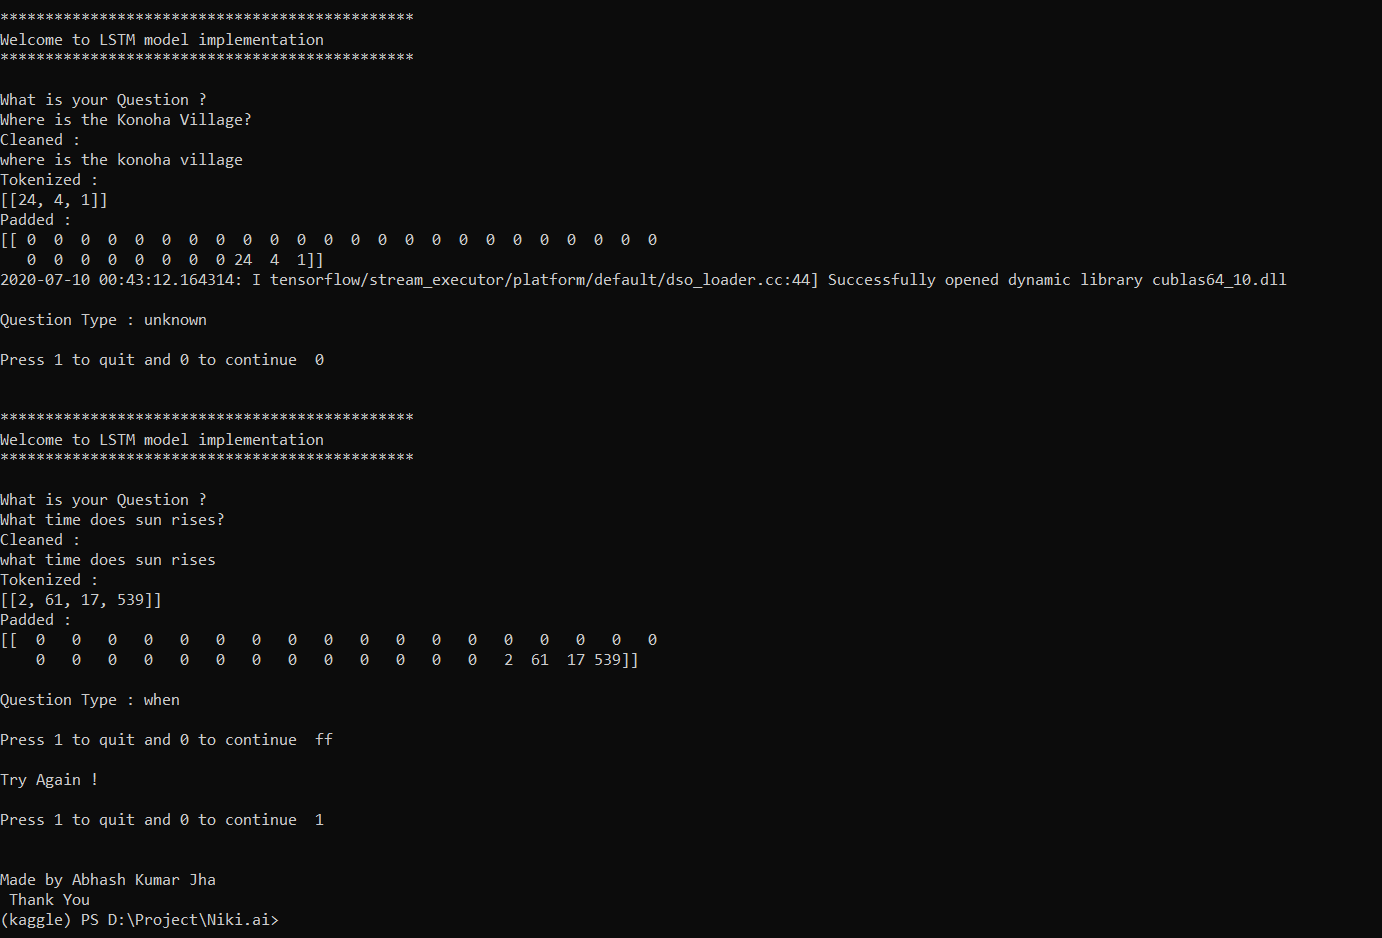 **********************************************
Welcome to LSTM model implementation
**********************************************
What is your Question ?
Where is the Konoha Village?
Cleaned :
where is the konoha village
Tokenized :
[[24, 4, 1]]
Padded :
[[ 0  0  0  0  0  0  0  0  0  0  0  0  0  0  0  0  0  0  0  0  0  0  0  0
   0  0  0  0  0  0  0  0 24  4  1]]
2020-07-10 00:43:12.164314: I tensorflow/stream_executor/platform/default/dso_loader.cc:44] Successfully opened dynamic library cublas64_10.dll
Question Type : unknown
Press 1 to quit and 0 to continue  0
**********************************************
Welcome to LSTM model implementation
**********************************************
What is your Question ?
What time does sun rises?
Cleaned :
what time does sun rises
Tokenized :
[[2, 61, 17, 539]]
Padded :
[[  0   0   0   0   0   0   0   0   0   0   0   0   0   0   0   0   0   0
    0   0   0   0   0   0   0   0   0   0   0   0   0   2  61  17 539]]
Question Type : when
Press 1 to quit and 0 to continue  ff
Try Again !
Press 1 to quit and 0 to continue  1
Made by Abhash Kumar Jha
 Thank You
(kaggle) PS D:\Project\Niki.ai>